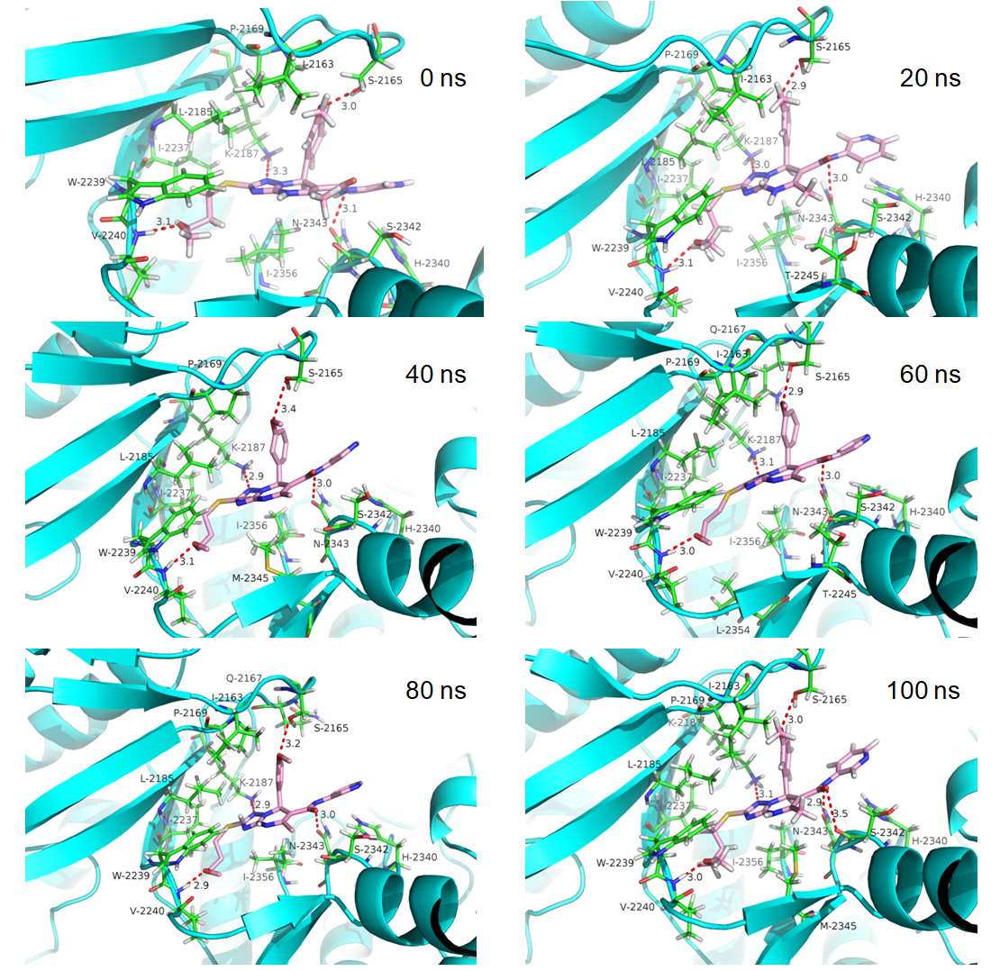 0 ns
P-2169
L-2163
S-2165
3.0
L-2185
I-2237
K-2187
3.3
W-2239
3.1
3.1
V-2240
N-2343
S-2342
I-2356
H-2340
20 ns
S-2165
P-2169
I-2163
2.9
K-2187
L-2185
3.0
I-2237
3.0
H-2340
N-2343
S-2342
W-2239
3.1
I-2356
T-2245
V-2240
40 ns
P-2169
S-2165
3.4
K-2187
L-2185
2.9
3.0
I-2237
I-2356
S-2342
H-2340
W-2239
N-2343
3.1
M-2345
V-2240
60 ns
Q-2167
I-2163
P-2169
S-2165
2.9
L-2185
K-2187
3.1
I-2237
3.0
N-2343
S-2342
H-2340
W-2239
I-2356
3.0
V-2240
T-2245
L-2354
80 ns
Q-2167
I-2163
P-2169
S-2165
3.2
L-2185
K-2187
2.9
3.0
I-2237
N-2343
S-2342
H-2340
W-2239
I-2356
2.9
V-2240
100 ns
I-2163
P-2169
S-2165
K-2187
3.0
L-2185
3.1
2.9
I-2237
3.5
N-2343
S-2342
H-2340
W-2239
I-2356
3.0
V-2240
M-2345